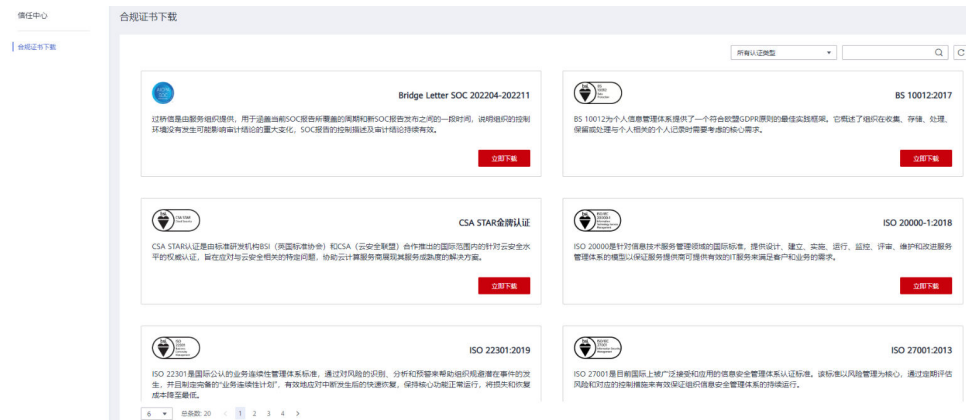 信任中心
合规证书下载
合规证书下载
所有认证类型
Bridge Letter SOC 202204-202211
过桥信是由服务组织提供，用于涵盖当前SOC报告所覆盖的周期和新SOC报告发布之间的一段时间，说明组织的控制
环境没有发生可能影响审计结论的重大变化，SOC报告的控制描述及审计结论持续有效。
立即下载
BS 10012:2017
BS 10012为个人信息管理体系提供了一个符合欧盟GDPR原则的最佳实践框架。它概述了组织在收集、存储、处理、
保留或处理与个人相关的个人记录时需要考虑的核心需求。
立即下载
CSA STAR金牌认证
CSA STAR认证是由标准研发机构BSI（英国标准协会）和CSA（云安全联盟）合作推出的国际范围内的针对云安全水
平的权威认证，旨在应对与云安全相关的特定问题，协助云计算服务商展现其服务成熟度的解决方案。
立即下载
ISO 20000-1:2018
ISO 20000是针对信息技术服务管理领域的国际标准，提供设计、建立、实施、运行、监控、评审、维护和改进服务
管理体系的模型以保证服务提供商可提供有效的IT服务来满足客户和业务的需求。
立即下载
ISO 22301:2019
ISO 22301是国际公认的业务连续性管理体系标准，通过对风险的识别、分析和预警来帮助组织规避潜在事件的发
生，并且制定完备的“业务连续性计划”，有效地应对中断发生后的快速恢复，保持核心功能正常运行，将损失和恢复
成本降至最低。
ISO 27001:2013
ISO 27001是目前国际上被广泛接受和应用的信息安全管理体系认证标准。该标准以风险管理为核心，通过定期评估
风险和对应的控制措施来有效保证组织信息安全管理体系的持续运行。
6 总条数: 20 < 1 2 3 4 >